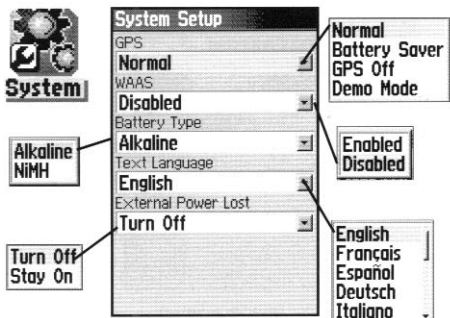 System
System Setup
GPS
Normal
WAAS
Disabled
Battery Type
Alkaline
Text Language
English
External Power Lost
Turn Off
Normal
Battery Saver
GPS Off
Demo Mode
Alkaline
NiMH
Enabled
Disabled
Turn Off
Stay On
English
Français
Español
Deutsch
Italiano